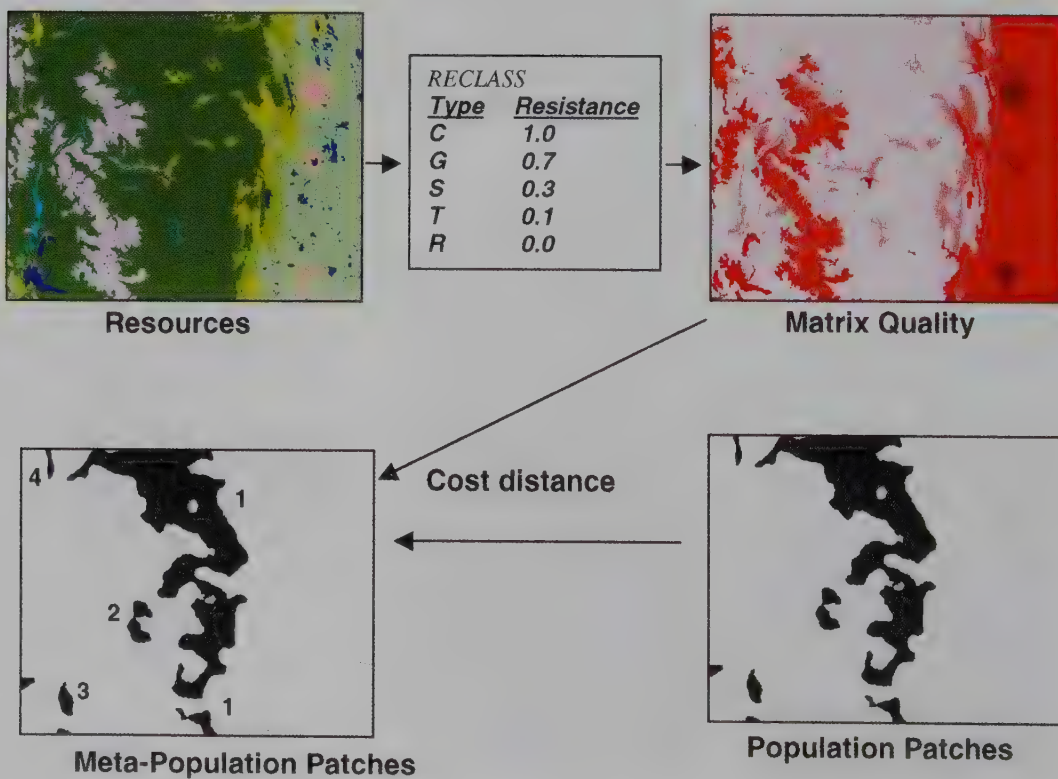 RECLASS
Type Resistance
C 1.0
G 0.7
S 0.3
T 0.1
R 0.0
Resources
Matrix Quality
Cost distance
4
1
2
3
1
Meta-Population Patches
Population Patches